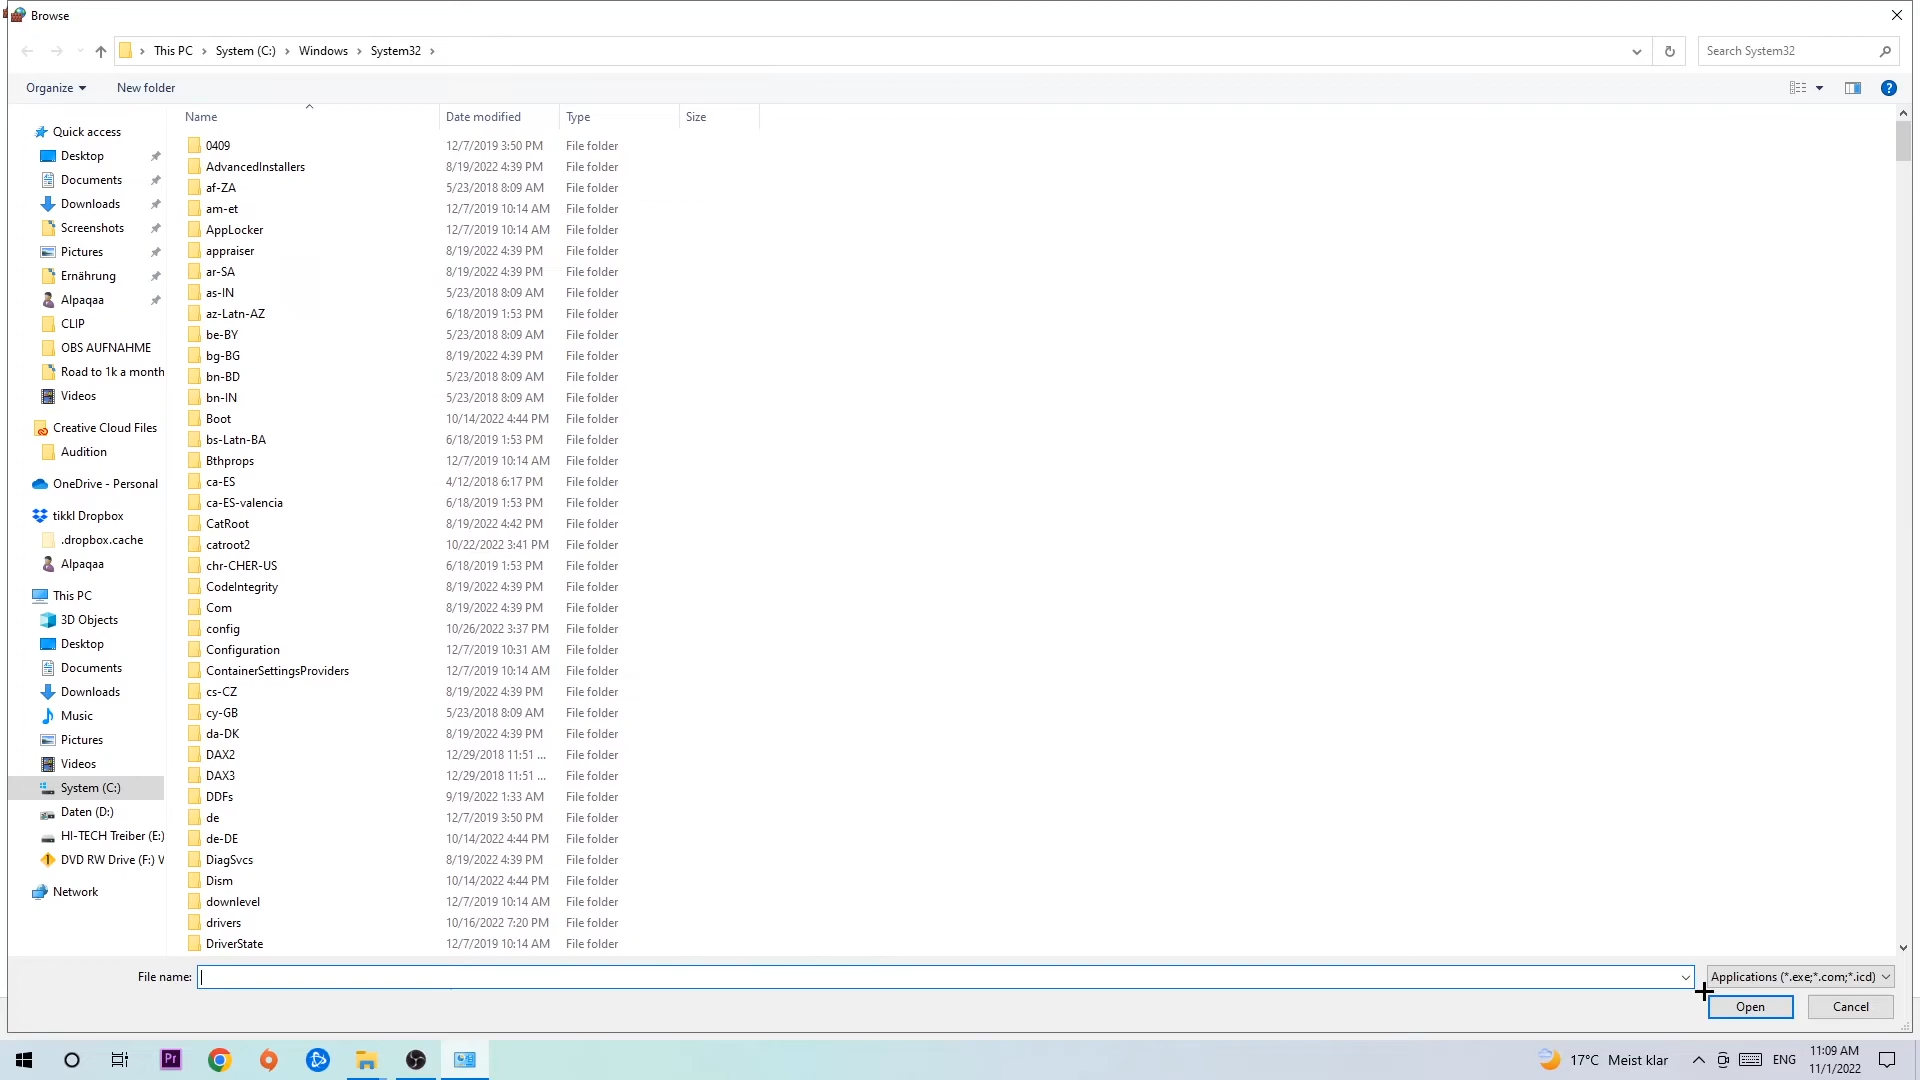 Browse
This PC
System (C:)
Windows
System32
Search System32
Organize
New folder
Name
Date modified
Type
Size
Quick access
Desktop
Documents
Downloads
Screenshots
Pictures
Ernährung
Alpaqaa
CLIP
OBS AUFNAHME
Road to 1k a month
Videos
Creative Cloud Files
Audition
OneDrive - Personal
tikkl Dropbox
.dropbox.cache
Alpaqaa
This PC
3D Objects
Desktop
Documents
Downloads
Music
Pictures
Videos
System (C:)
Daten (D:)
HI-TECH Treiber (E:)
DVD RW Drive (F:) V
Network
0409 12/7/2019 3:50 PM File folder
AdvancedInstallers 8/19/2022 4:39 PM File folder
af-ZA 5/23/2018 8:09 AM File folder
am-et 12/7/2019 10:14 AM File folder
AppLocker 12/7/2019 10:14 AM File folder
appraiser 8/19/2022 4:39 PM File folder
ar-SA 8/19/2022 4:39 PM File folder
as-IN 5/23/2018 8:09 AM File folder
az-Latn-AZ 6/18/2019 1:53 PM File folder
be-BY 5/23/2018 8:09 AM File folder
bg-BG 8/19/2022 4:39 PM File folder
bn-BD 5/23/2018 8:09 AM File folder
bn-IN 5/23/2018 8:09 AM File folder
Boot 10/14/2022 4:44 PM File folder
bs-Latn-BA 6/18/2019 1:53 PM File folder
Bthprops 12/7/2019 10:14 AM File folder
ca-ES 4/12/2018 6:17 PM File folder
ca-ES-valencia 6/18/2019 1:53 PM File folder
CatRoot 8/19/2022 4:42 PM File folder
catroot2 10/22/2022 3:41 PM File folder
chr-CHER-US 6/18/2019 1:53 PM File folder
CodeIntegrity 8/19/2022 4:39 PM File folder
Com 8/19/2022 4:39 PM File folder
config 10/26/2022 3:37 PM File folder
Configuration 12/7/2019 10:31 AM File folder
ContainerSettingsProviders 12/7/2019 10:14 AM File folder
cs-CZ 8/19/2022 4:39 PM File folder
cy-GB 5/23/2018 8:09 AM File folder
da-DK 8/19/2022 4:39 PM File folder
DAX2 12/29/2018 11:51 ... File folder
DAX3 12/29/2018 11:51 ... File folder
DDFs 9/19/2022 1:33 AM File folder
de 12/7/2019 3:50 PM File folder
de-DE 10/14/2022 4:44 PM File folder
DiagSvcs 8/19/2022 4:39 PM File folder
Dism 10/14/2022 4:44 PM File folder
downlevel 12/7/2019 10:14 AM File folder
drivers 10/16/2022 7:20 PM File folder
DriverState 12/7/2019 10:14 AM File folder
File name:
Applications (*.exe;*.com;*.icd)
Open
Cancel
Pr
17°C Meist klar
ENG
11:09 AM
11/1/2022